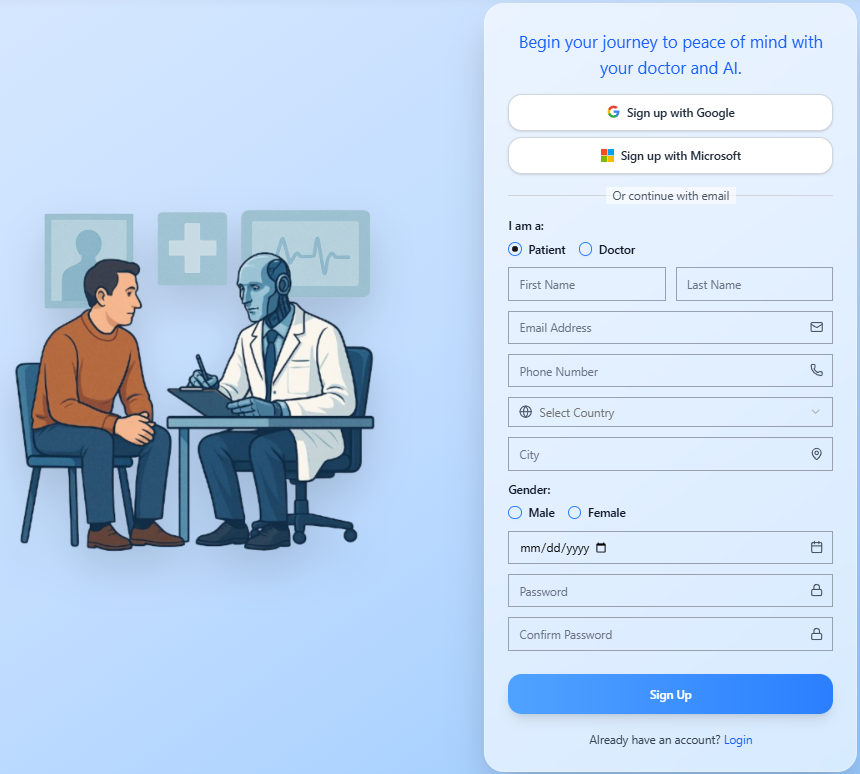 Begin your journey to peace of mind with
your doctor and AI.
Sign up with Google
Sign up with Microsoft
Or continue with email
I am a:
Patient Doctor
First Name Last Name
Email Address
Phone Number
Select Country
City
Gender:
Male Female
mm/dd/yyyy
Password
Confirm Password
Sign Up
Already have an account? Login